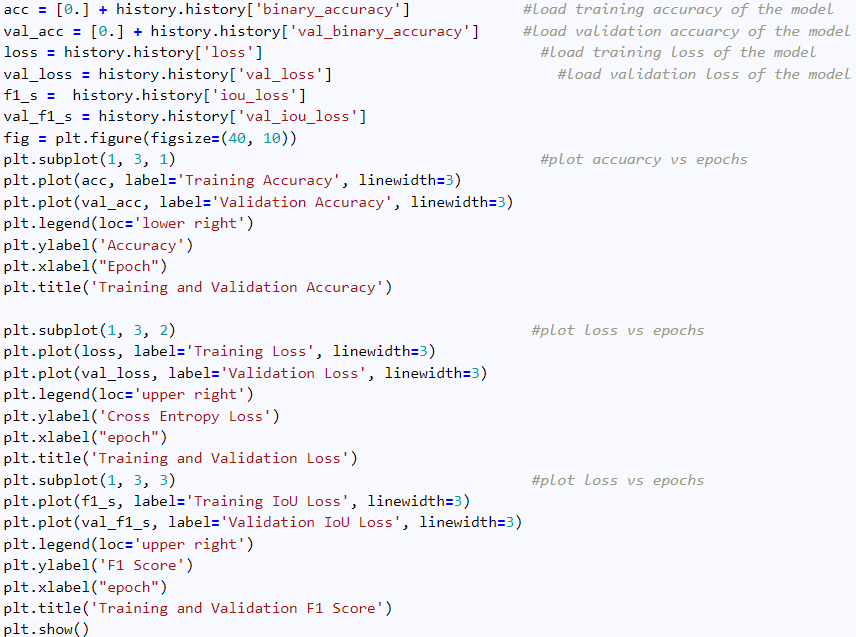 acc = [0.] + history.history['binary_accuracy'] #load training accuracy of the model
val_acc = [0.] + history.history['val_binary_accuracy'] #load validation accuarcy of the model
loss = history.history['loss'] #load training loss of the model
val_loss = history.history['val_loss'] #load validation loss of the model
f1_s =  history.history['iou_loss']
val_f1_s = history.history['val_iou_loss']
fig = plt.figure(figsize=(40, 10))
plt.subplot(1, 3, 1) #plot accuarcy vs epochs
plt.plot(acc, label='Training Accuracy', linewidth=3)
plt.plot(val_acc, label='Validation Accuracy', linewidth=3)
plt.legend(loc='lower right')
plt.ylabel('Accuracy')
plt.xlabel("Epoch")
plt.title('Training and Validation Accuracy')
plt.subplot(1, 3, 2) #plot loss vs epochs
plt.plot(loss, label='Training Loss', linewidth=3)
plt.plot(val_loss, label='Validation Loss', linewidth=3)
plt.legend(loc='upper right')
plt.ylabel('Cross Entropy Loss')
plt.xlabel("epoch")
plt.title('Training and Validation Loss')
plt.subplot(1, 3, 3) #plot loss vs epochs
plt.plot(f1_s, label='Training IoU Loss', linewidth=3)
plt.plot(val_f1_s, label='Validation IoU Loss', linewidth=3)
plt.legend(loc='upper right')
plt.ylabel('F1 Score')
plt.xlabel("epoch")
plt.title('Training and Validation F1 Score')
plt.show()